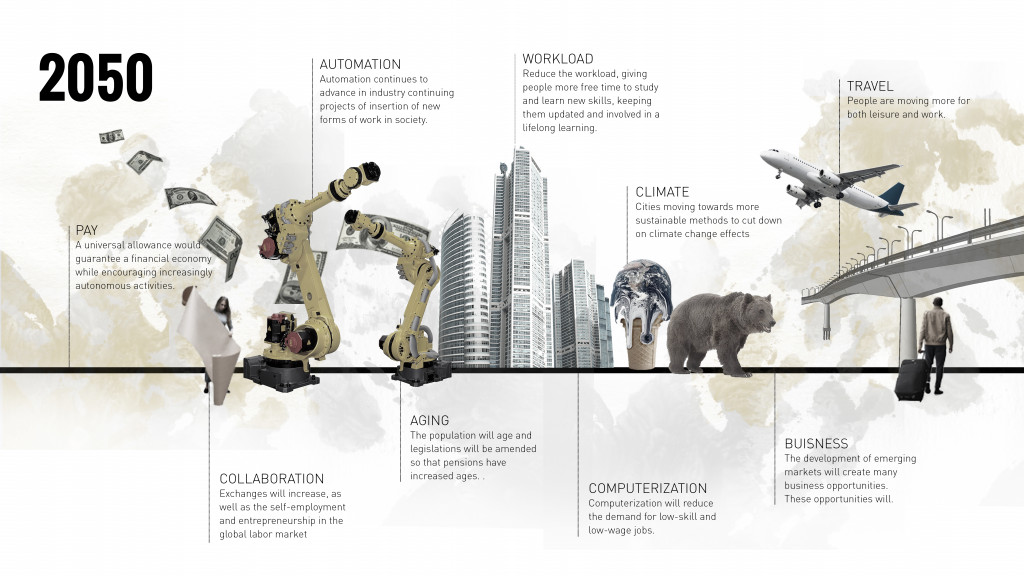 2050
AUTOMATION
Automation continues to
advance in industry continuing
projects of insertion of new
forms of work in society.
WORKLOAD
Reduce the workload, giving
people more free time to study
and learn new skills, keeping
them updated and involved in a
lifelong learning.
TRAVEL
People are moving more for
both leisure and work.
CLIMATE
Cities moving towards more
sustainable methods to cut down
on climate change effects
PAY
A universal allowance would
guarantee a financial economy
while encouraging increasingly
autonomous activities.
AGING
The population will age and
legislations will be amended
so that pensions have
increased ages. .
BUISNESS
The development of emerging
markets will create many
business opportunities.
These opportunities will.
COLLABORATION
Exchanges will increase, as
well as the self-employment
and entrepreneurship in the
global labor market
COMPUTERIZATION
Computerization will reduce
the demand for low-skill and
low-wage jobs.